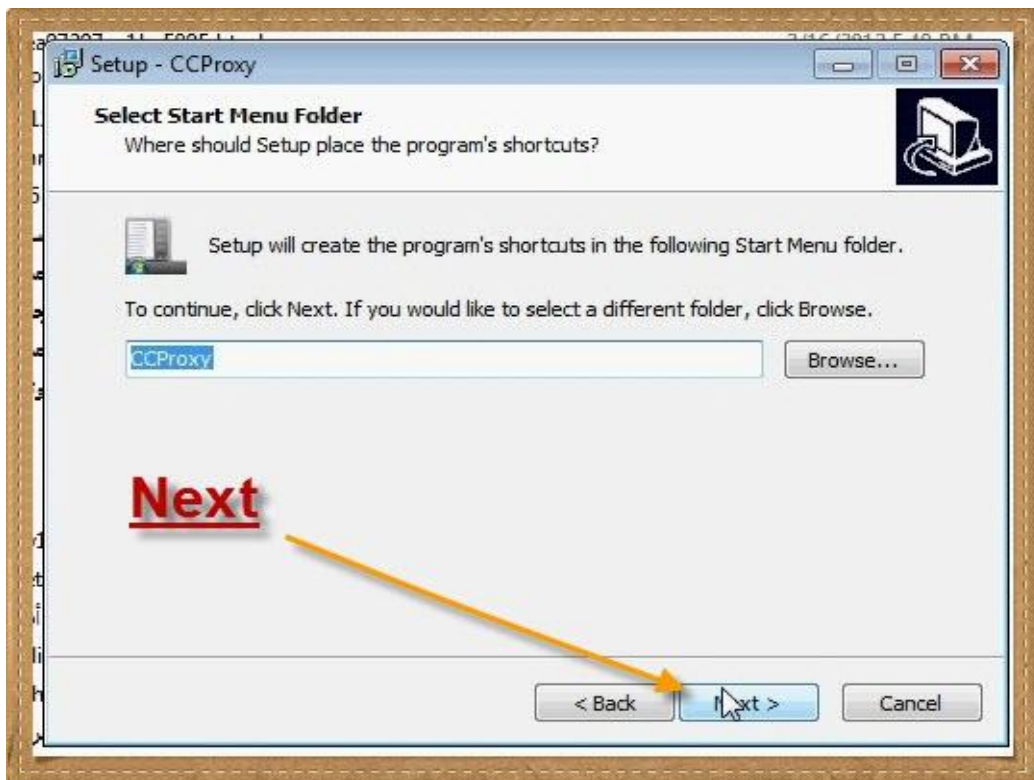 Setup - CCProxy
Select Start Menu Folder
Where should Setup place the program's shortcuts?
Setup will create the program's shortcuts in the following Start Menu folder.
To continue, click Next. If you would like to select a different folder, click Browse.
CCProxy
Browse...
Next
< Back
Next >
Cancel